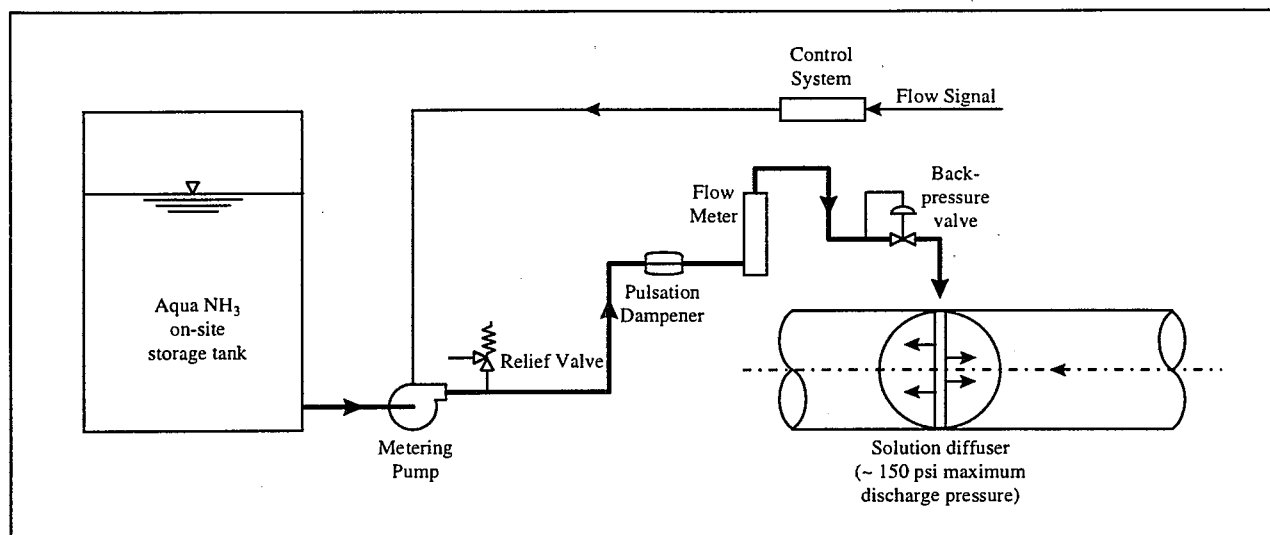 Control
System
Flow Signal
Back-
pressure
valve
Flow
Meter
Aqua NH₃
on-site
storage tank
Pulsation
Dampener
Relief Valve
Metering
Pump
Solution diffuser
(~ 150 psi maximum
discharge pressure)